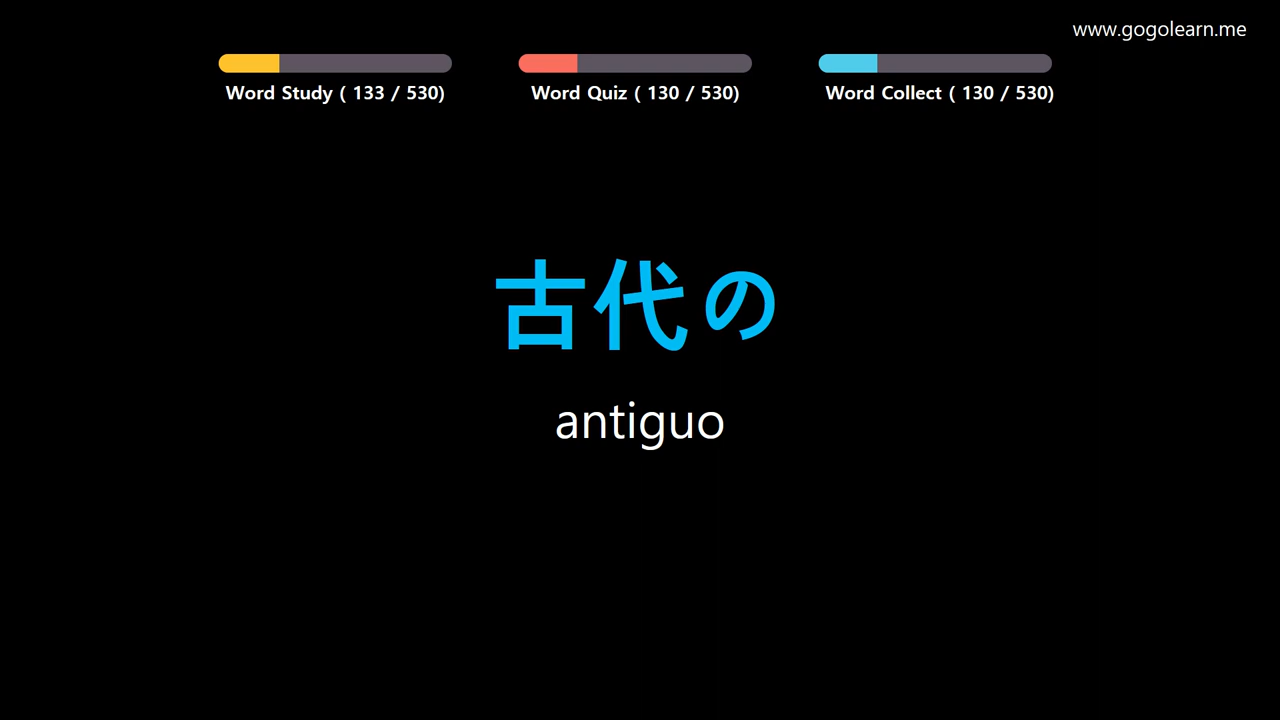 www.gogolearn.me
Word Study ( 133 / 530)
Word Quiz ( 130 / 530)
Word Collect ( 130 / 530)
古代の
antiguo